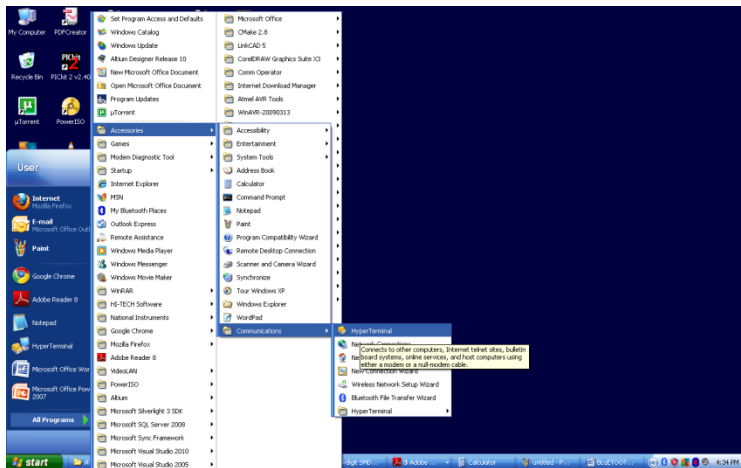 My Computer
PDFCreator
Recycle Bin
PICkit 2 v2.40
µTorrent
PowerISO
User
Internet
Mozilla Firefox
E-mail
Microsoft Office Outl
Paint
Google Chrome
Adobe Reader 8
Notepad
HyperTerminal
Microsoft Office Wor
Microsoft Office Pow
2007
All Programs
start
Set Program Access and Defaults
Windows Catalog
Windows Update
Altium Designer Release 10
New Microsoft Office Document
Open Microsoft Office Document
Program Updates
µTorrent
Accessories
Games
Modem Diagnostic Tool
Startup
Internet Explorer
MSN
My Bluetooth Places
Outlook Express
Remote Assistance
Windows Media Player
Windows Messenger
Windows Movie Maker
WinRAR
HI-TECH Software
National Instruments
Google Chrome
Mozilla Firefox
Adobe Reader 8
VideoLAN
PowerISO
Altium
Microsoft Silverlight 3 SDK
Microsoft SQL Server 2008
Microsoft Sync Framework
Microsoft Visual Studio 2010
Microsoft Visual Studio 2005
Microsoft Office
CMake 2.8
LinkCAD 5
CorelDRAW Graphics Suite X3
Comm Operator
Internet Download Manager
Atmel AVR Tools
WinAVR-20090313
Accessibility
Entertainment
System Tools
Address Book
Calculator
Command Prompt
Notepad
Paint
Program Compatibility Wizard
Remote Desktop Connection
Scanner and Camera Wizard
Synchronize
Tour Windows XP
Windows Explorer
WordPad
Communications
HyperTerminal
Network Connections
Connects to other computers, Internet telnet sites, bulletin
board systems, online services, and host computers using
either a modem or a null-modem cable.
New Connection Wizard
Wireless Network Setup Wizard
Bluetooth File Transfer Wizard
HyperTerminal
-digit SMD...
Adobe
Calculator
untitled - P...
BLUETOOT...
4:34 PM